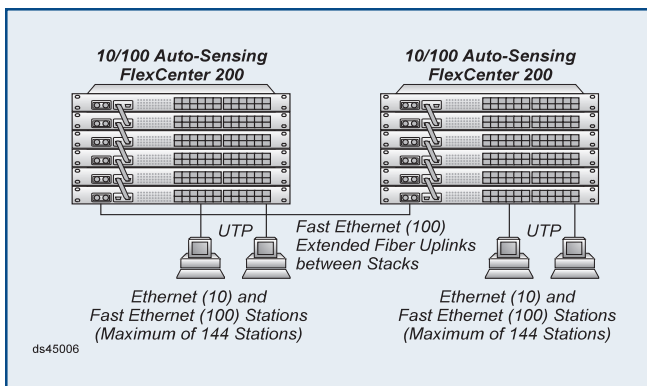 10/100 Auto-Sensing
FlexCenter 200
10/100 Auto-Sensing
FlexCenter 200
UTP
Fast Ethernet (100)
Extended Fiber Uplinks
between Stacks
UTP
Ethernet (10) and
Fast Ethernet (100) Stations
(Maximum of 144 Stations)
Ethernet (10) and
Fast Ethernet (100) Stations
(Maximum of 144 Stations)
ds45006